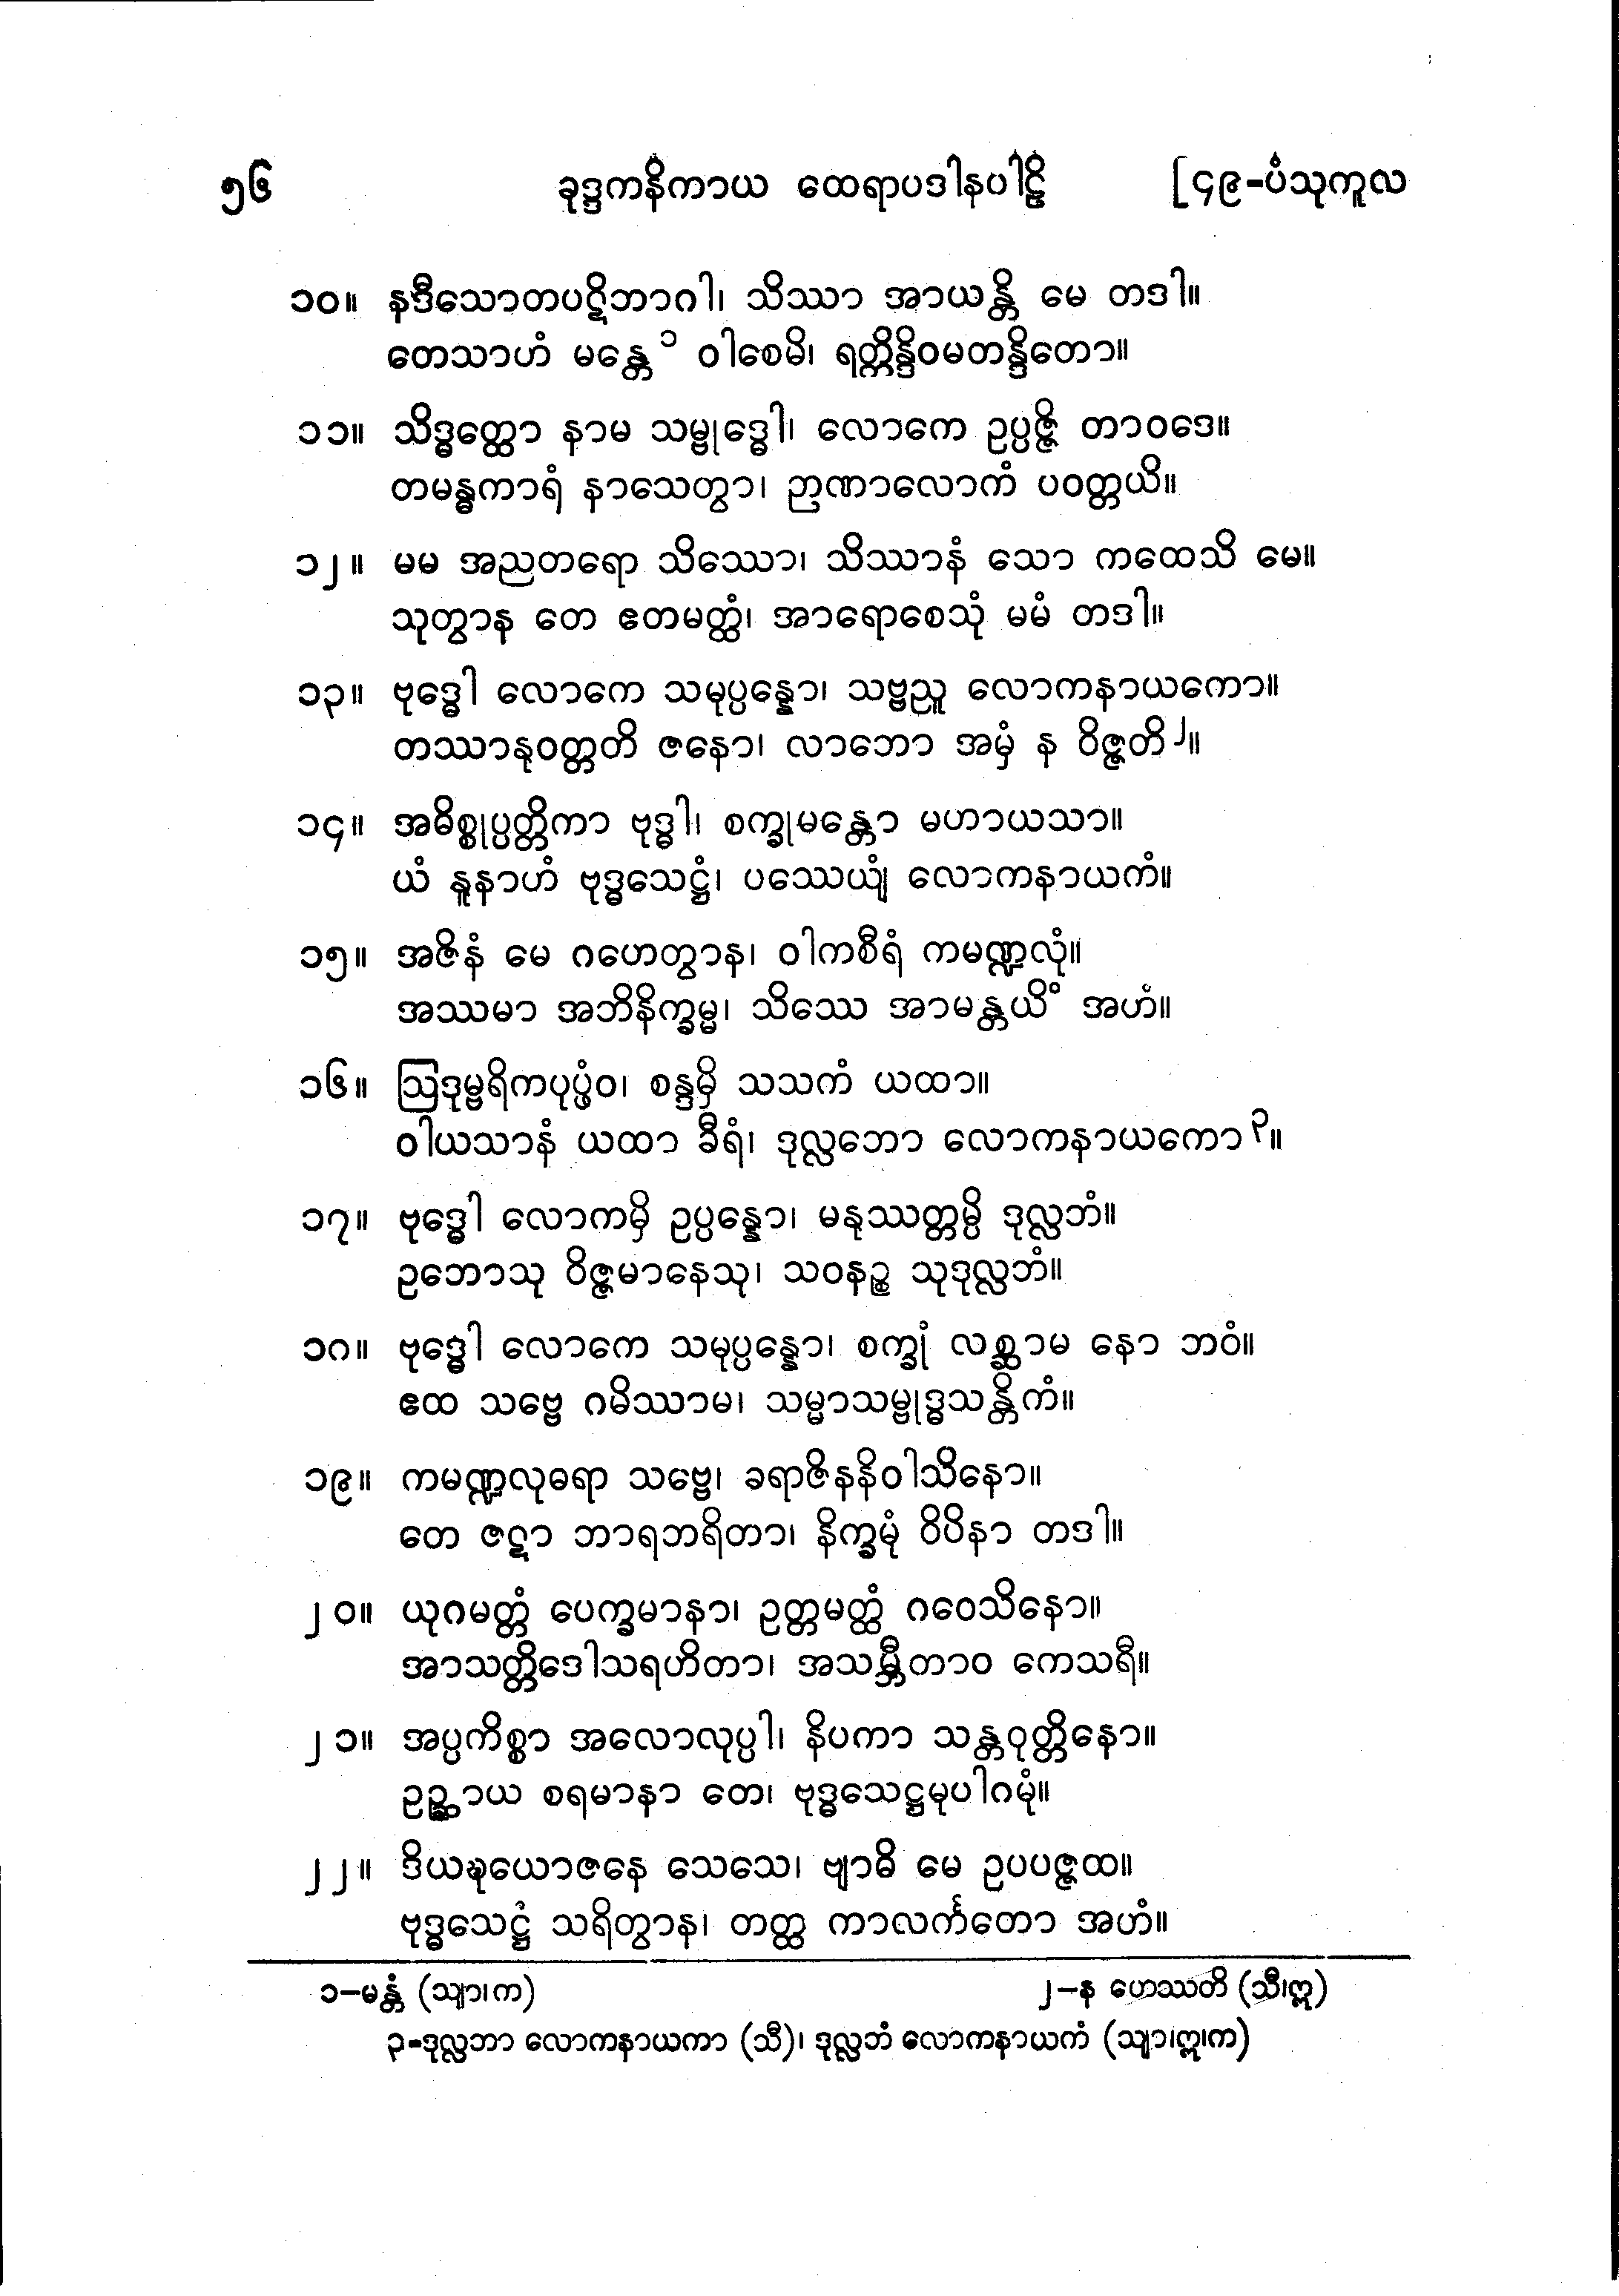 ၅၆ ခုဒ္ဒကနိကာယ ထေရာပဒါနပါဠိ [၄၉-ပံသုကူလ
၁၀။ နဒီသောတပဋိဘာဂါ၊ သိဿာ အာယန္တိ မေ တဒါ။
တေသာဟံ မန္တေ၁ ဝါစေမိ၊ ရတ္တိန္ဒိဝမတန္ဒိတော။
၁၁။ သိဒ္ဓတ္ထော နာမ သမ္ဗုဒ္ဓေါ၊ လောကေ ဥပ္ပဇ္ဇိ တာဝဒေ။
တမန္ဓကာရံ နာသေတွာ၊ ဉာဏာလောကံ ပဝတ္တယိ။
၁၂။ မမ အညတရော သိဿော၊ သိဿာနံ သော ကထေသိ မေ။
သုတွာန တေ ဧတမတ္ထံ၊ အာရောစေသုံ မမံ တဒါ။
၁၃။ ဗုဒ္ဓေါ လောကေ သမုပ္ပန္နော၊ သဗ္ဗညူ လောကနာယကော။
တဿာနုဝတ္တတိ ဇနော၊ လာဘော အမှံ န ဝိဇ္ဇတိ၂။
၁၄။ အဓိစ္စုပ္ပတ္တိကာ ဗုဒ္ဓါ၊ စက္ခုမန္တော မဟာယသာ။
ယံ နူနာဟံ ဗုဒ္ဓသေဋ္ဌံ၊ ပဿေယျံ လောကနာယကံ။
၁၅။ အဇိနံ မေ ဂဟေတွာန၊ ဝါကစီရံ ကမဏ္ဍလုံ။
အဿမာ အဘိနိက္ခမ္မ၊ သိဿေ အာမန္တယိံ အဟံ။
၁၆။ ဩဒုမ္ဗရိကပုပ္ဖံဝ၊ စန္ဒမှိ သသကံ ယထာ။
ဝါယသာနံ ယထာ ခီရံ၊ ဒုလ္လဘော လောကနာယကော၃။
၁၇။ ဗုဒ္ဓေါ လောကမှိ ဥပ္ပန္နော၊ မနုဿတ္တမ္ပိ ဒုလ္လဘံ။
ဥဘောသု ဝိဇ္ဇမာနေသု၊ သဝနဉ္စ သုဒုလ္လဘံ။
၁၈။ ဗုဒ္ဓေါ လောကေ သမုပ္ပန္နော၊ စက္ခုံ လစ္ဆာမ နော ဘဝံ။
ဧထ သဗ္ဗေ ဂမိဿာမ၊ သမ္မာသမ္ဗုဒ္ဓသန္တိကံ။
၁၉။ ကမဏ္ဍလုဓရာ သဗ္ဗေ၊ ခရာဇိနနိဝါသိနော။
တေ ဇဋာ ဘာရဘရိတာ၊ နိက္ခမုံ ဝိပိနာ တဒါ။
၂၀။ ယုဂမတ္တံ ပေက္ခမာနာ၊ ဥတ္တမတ္ထံ ဂဝေသိနော။
အာသတ္တိဒေါသရဟိတာ၊ အသမ္ဘီတာဝ ကေသရီ။
၂၁။ အပ္ပကိစ္စာ အလောလုပ္ပါ၊ နိပကာ သန္တဝုတ္တိနော။
ဥဉ္ဆာယ စရမာနာ တေ၊ ဗုဒ္ဓသေဋ္ဌမုပါဂမုံ။
၂၂။ ဒိယဍ္ဎယောဇနေ သေသေ၊ ဗျာဓိ မေ ဥပပဇ္ဇထ။
ဗုဒ္ဓသေဋ္ဌံ သရိတွာန၊ တတ္ထ ကာလင်္ကတော အဟံ။
၁-မန္တံ (သျာ၊က) ၂-န ဟေဿတိ (သီ၊ဣ)
၃-ဒုလ္လဘာ လောကနာယကာ (သီ)၊ ဒုလ္လဘံ လောကနာယကံ (သျာ၊ဣ၊က)